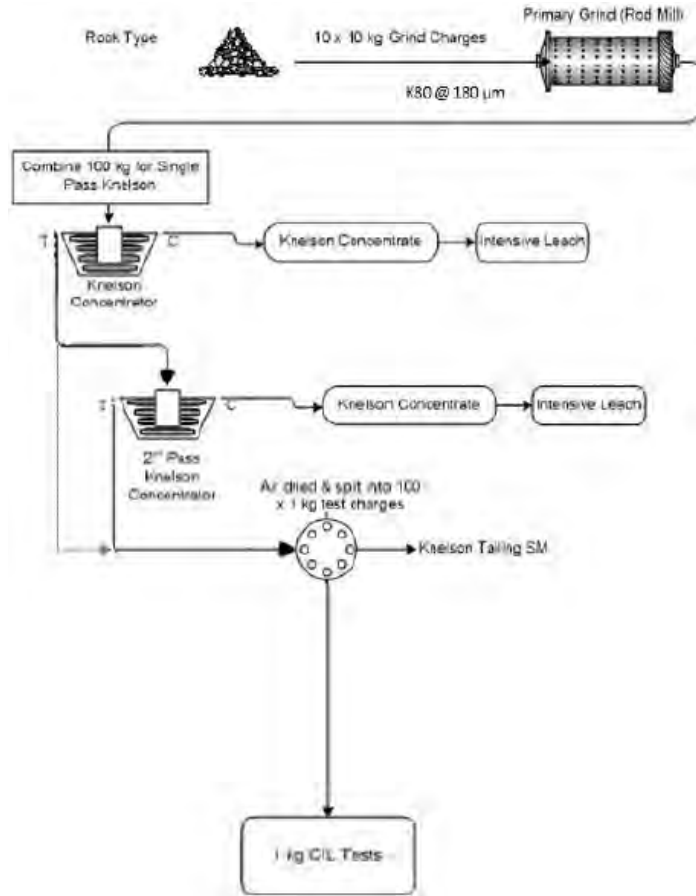 Rock Type
10 x 10 kg Grind Charges
Primary Grind (Rod Mill)
K80 @ 180 µm
Combine 100 kg for Single
Pass Knelson
T
C
Knelson
Concentrator
Knelson Concentrate
Intensive Leach
T
C
2nd Pass
Knelson
Concentrator
Knelson Concentrate
Intensive Leach
Air dried & split into 100
x 1 kg test charges
Knelson Tailing SM
1 kg CIL Tests